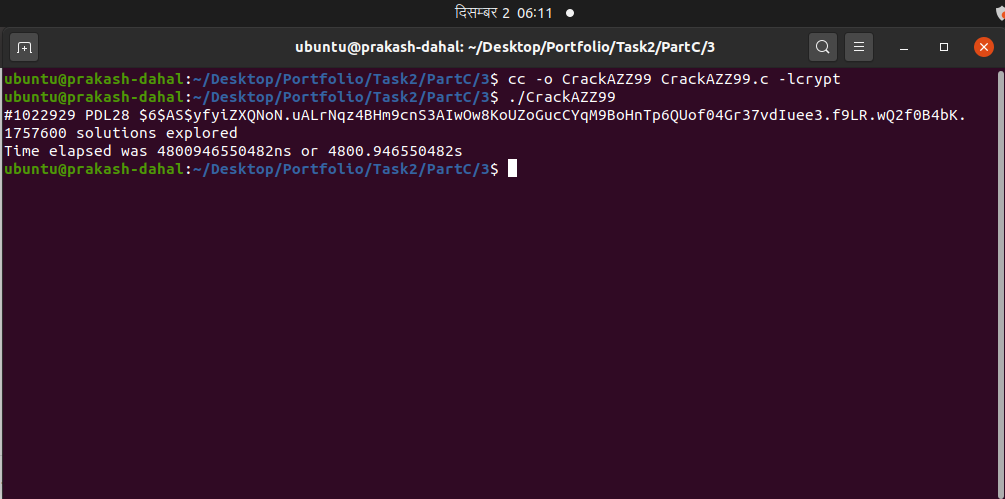 दिसम्बर 2 06:11
ubuntu@prakash-dahal: ~/Desktop/Portfolio/Task2/PartC/3
ubuntu@prakash-dahal:~/Desktop/Portfolio/Task2/PartC/3$ cc -o CrackAZZ99 CrackAZZ99.c -lcrypt
ubuntu@prakash-dahal:~/Desktop/Portfolio/Task2/PartC/3$ ./CrackAZZ99
#1022929 PDL28 $6$AS$yfyiZXQNoN.uALrNqz4BHm9cnS3AIwOw8KoUZoGucCYqM9BoHnTp6QUof04Gr37vdIuee3.f9LR.wQ2f0B4bK.
1757600 solutions explored
Time elapsed was 4800946550482ns or 4800.946550482s
ubuntu@prakash-dahal:~/Desktop/Portfolio/Task2/PartC/3$